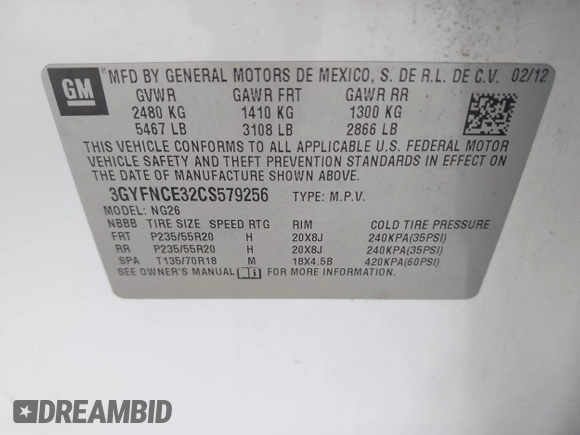 GM
MFD BY GENERAL MOTORS DE MEXICO, S. DE R.L. DE C.V. 02/12
GVWR GAWR FRT GAWR RR
2480 KG 1410 KG 1300 KG
5467 LB 3108 LB 2866 LB
THIS VEHICLE CONFORMS TO ALL APPLICABLE U.S. FEDERAL MOTOR
VEHICLE SAFETY AND THEFT PREVENTION STANDARDS IN EFFECT ON
THE DATE OF MANUFACTURE SHOWN ABOVE.
3GYFNCE32CS579256 TYPE: M.P.V.
MODEL: NG26
NBBB TIRE SIZE SPEED RTG RIM COLD TIRE PRESSURE
FRT P235/55R20 H 20X8J 240KPA(35PSI)
RR P235/55R20 H 20X8J 240KPA(35PSI)
SPA T135/70R18 M 18X4.5B 420KPA(60PSI)
SEE OWNER'S MANUAL FOR MORE INFORMATION.
DREAMBID